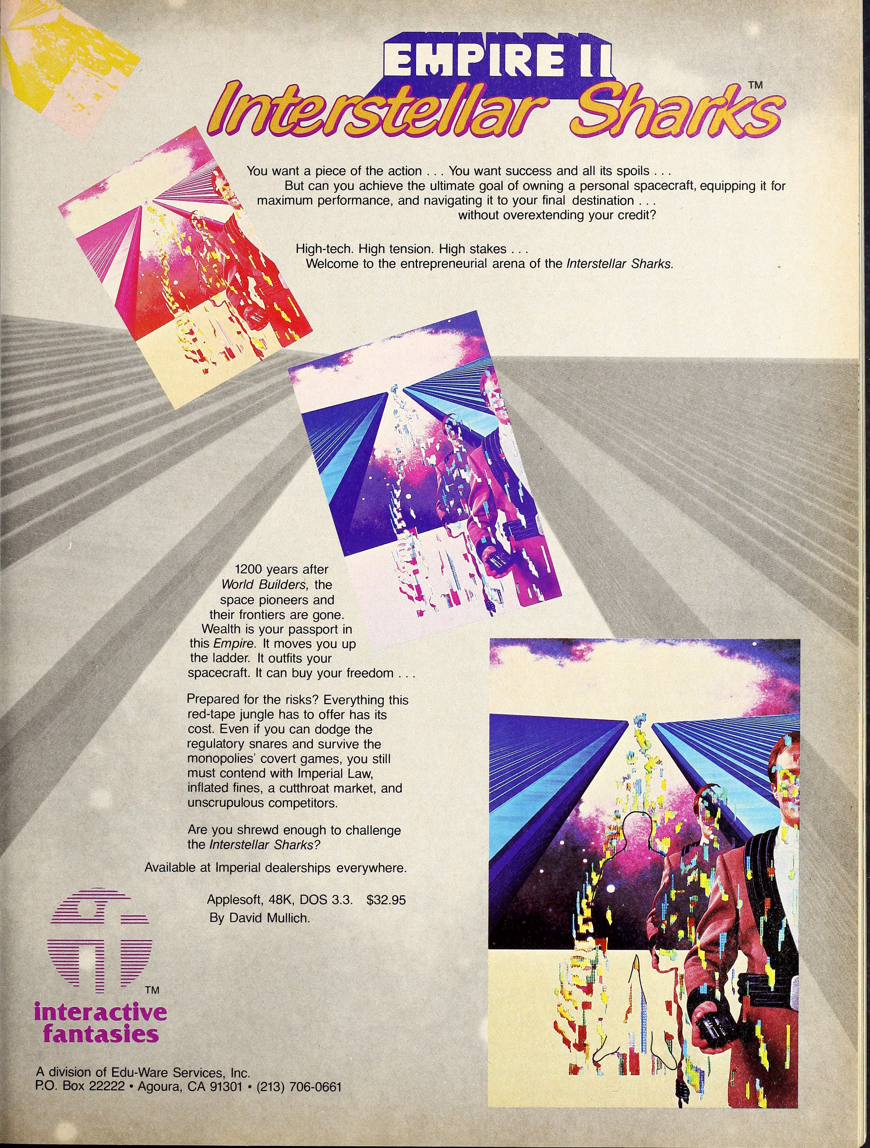 EMPIRE II
Interstellar Sharks™
You want a piece of the action . . . You want success and all its spoils . . .
But can you achieve the ultimate goal of owning a personal spacecraft, equipping it for
maximum performance, and navigating it to your final destination . . .
without overextending your credit?
High-tech. High tension. High stakes . . .
Welcome to the entrepreneurial arena of the Interstellar Sharks.
1200 years after
World Builders, the
space pioneers and
their frontiers are gone.
Wealth is your passport in
this Empire. It moves you up
the ladder. It outfits your
spacecraft. It can buy your freedom . . .
Prepared for the risks? Everything this
red-tape jungle has to offer has its
cost. Even if you can dodge the
regulatory snares and survive the
monopolies' covert games, you still
must contend with Imperial Law,
inflated fines, a cutthroat market, and
unscrupulous competitors.
Are you shrewd enough to challenge
the Interstellar Sharks?
Available at Imperial dealerships everywhere.
Applesoft, 48K, DOS 3.3. $32.95
By David Mullich.
TM
interactive
fantasies
A division of Edu-Ware Services, Inc.
P.O. Box 22222 • Agoura, CA 91301 • (213) 706-0661